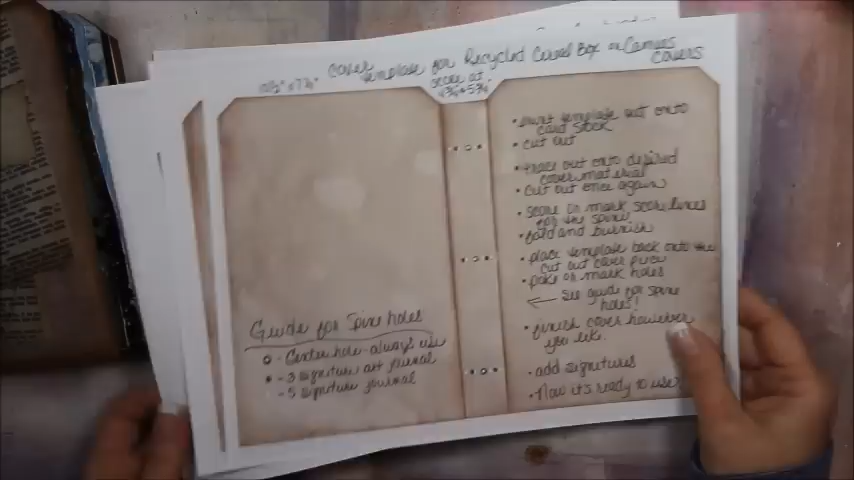 Cover
template for Recycled Cereal Box or Canvas
Covers
score at
Guide for Spine holes
o - Center hole - always use
• - 3 signature art journal
- 5 signature journal
• print template out onto
card stock
• cut out
• trace out onto desired
cover material
• cut out once again
• score or mark score lines
for the spine
• fold and burnish
• place template back onto the
cut out cover piece
• poke or mark holes
← See guide for spine
holes!
• finish cover however
you like.
• add signatures
• Now its ready to use